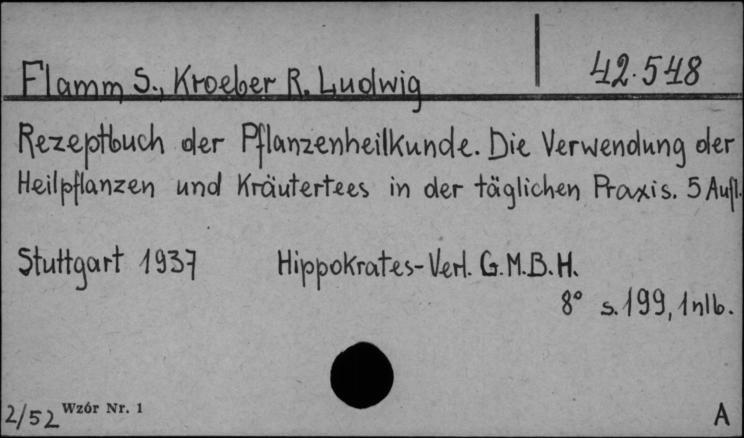 Flamm, S., Kroeber R. Ludwig 42.548
Rezeptbuch der Pflanzenheilkunde. Die Verwendung der
Heilpflanzen und Kräutertees in der täglichen Praxis. 5 Aufl.
Stuttgart 1937 Hippokrates-Verl. G.M.B.H.
8° s. 199, 1 nlb.
2/52 Wzór Nr. 1 A